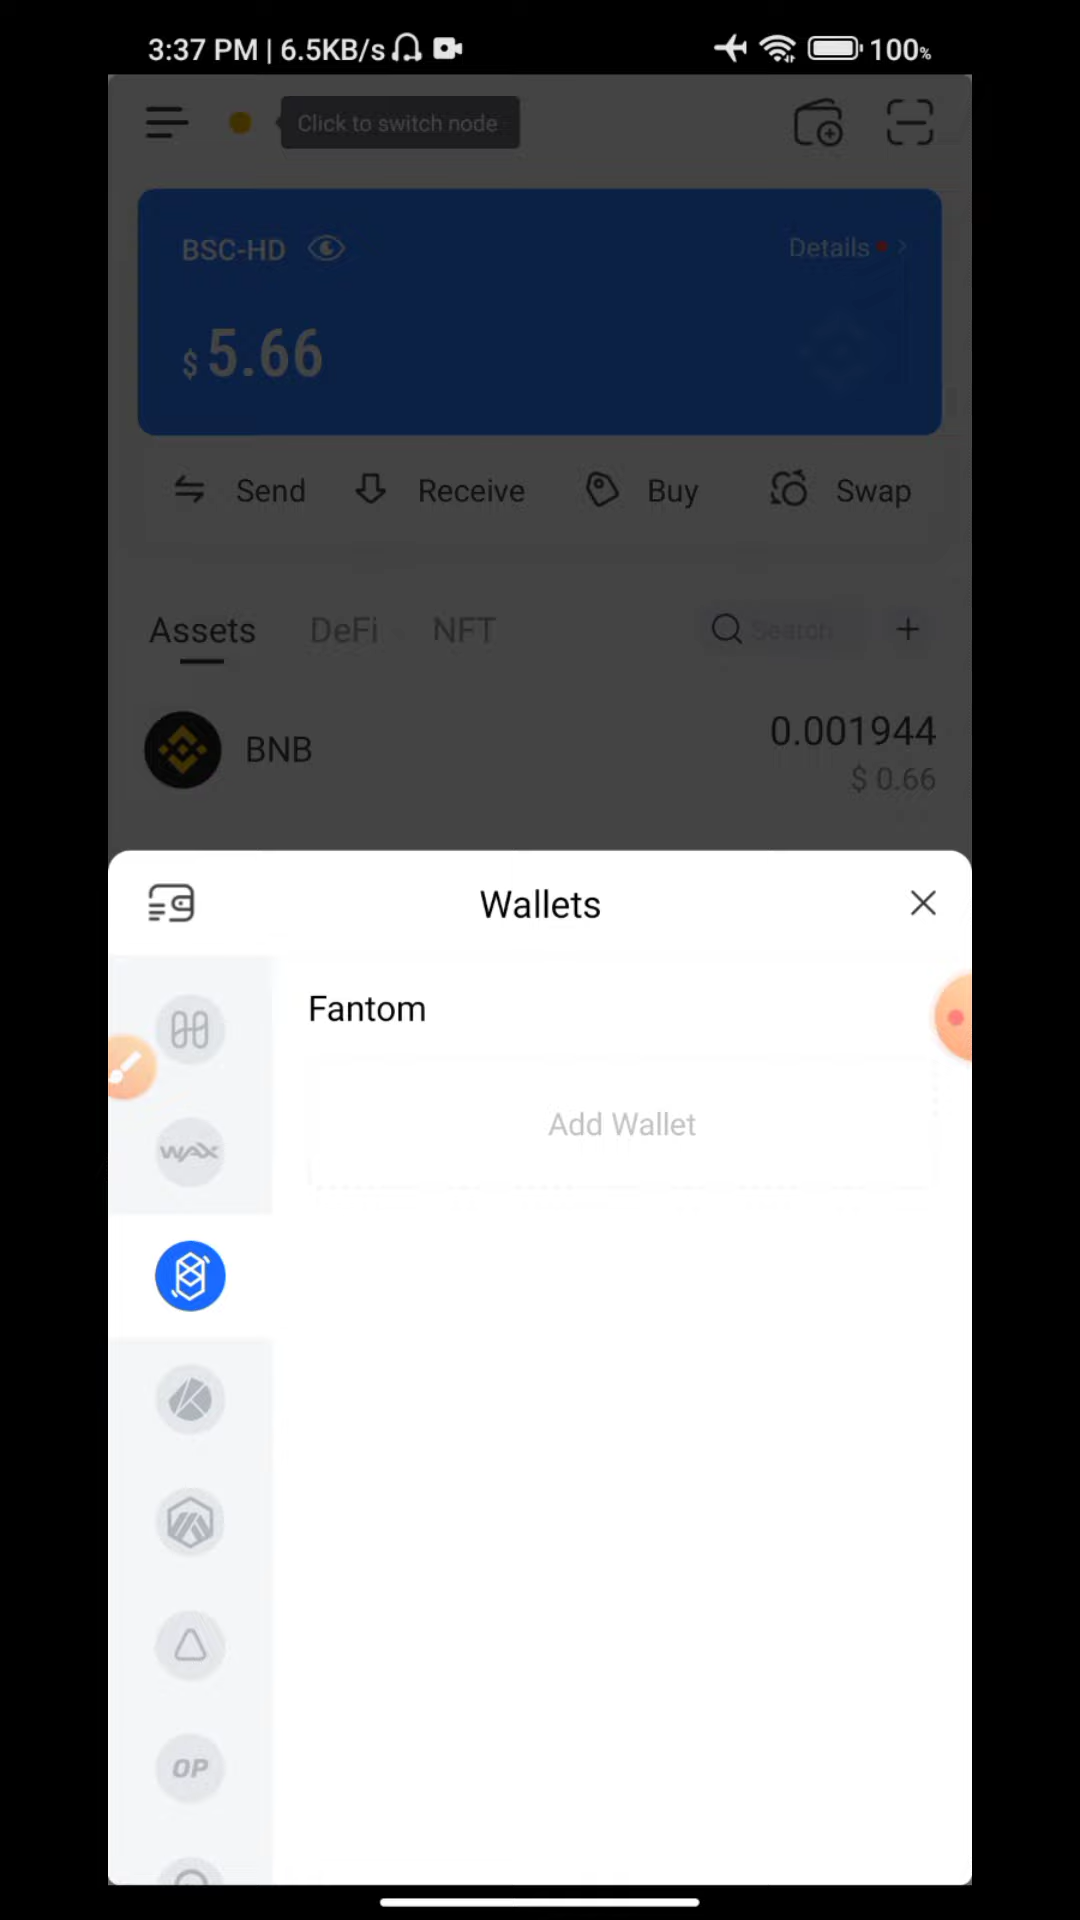 3:37 PM | 6.5KB/s 100%
Click to switch node
BSC-HD Details
$ 5.66
Send Receive Buy Swap
Assets DeFi NFT Search
BNB 0.001944
$ 0.66
Wallets
Fantom
WAX
Add Wallet
OP